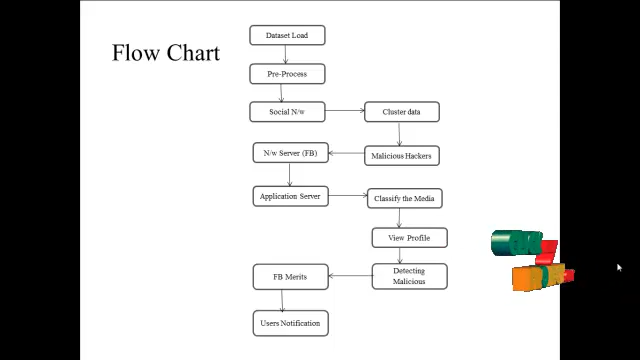 Flow Chart
Dataset Load
Pre-Process
Social N/w
Cluster data
N/w Server (FB)
Malicious Hackers
Application Server
Classify the Media
View Profile
FB Merits
Detecting
Malicious
Users Notification